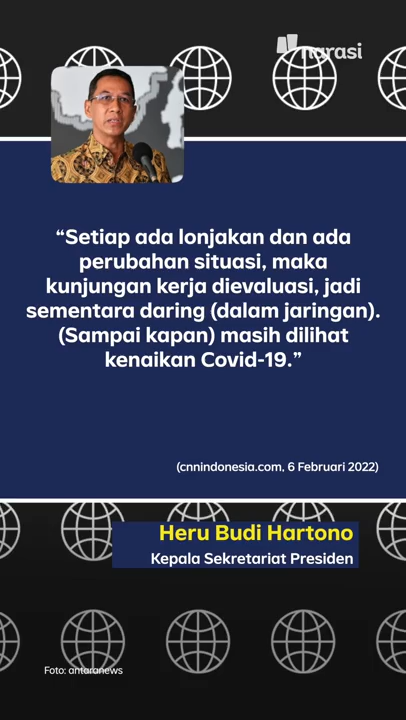 narasi
“Setiap ada lonjakan dan ada
perubahan situasi, maka
kunjungan kerja dievaluasi, jadi
sementara daring (dalam jaringan).
(Sampai kapan) masih dilihat
kenaikan Covid-19.”
(cnnindonesia.com, 6 Februari 2022)
Heru Budi Hartono
Kepala Sekretariat Presiden
Foto: antaranews